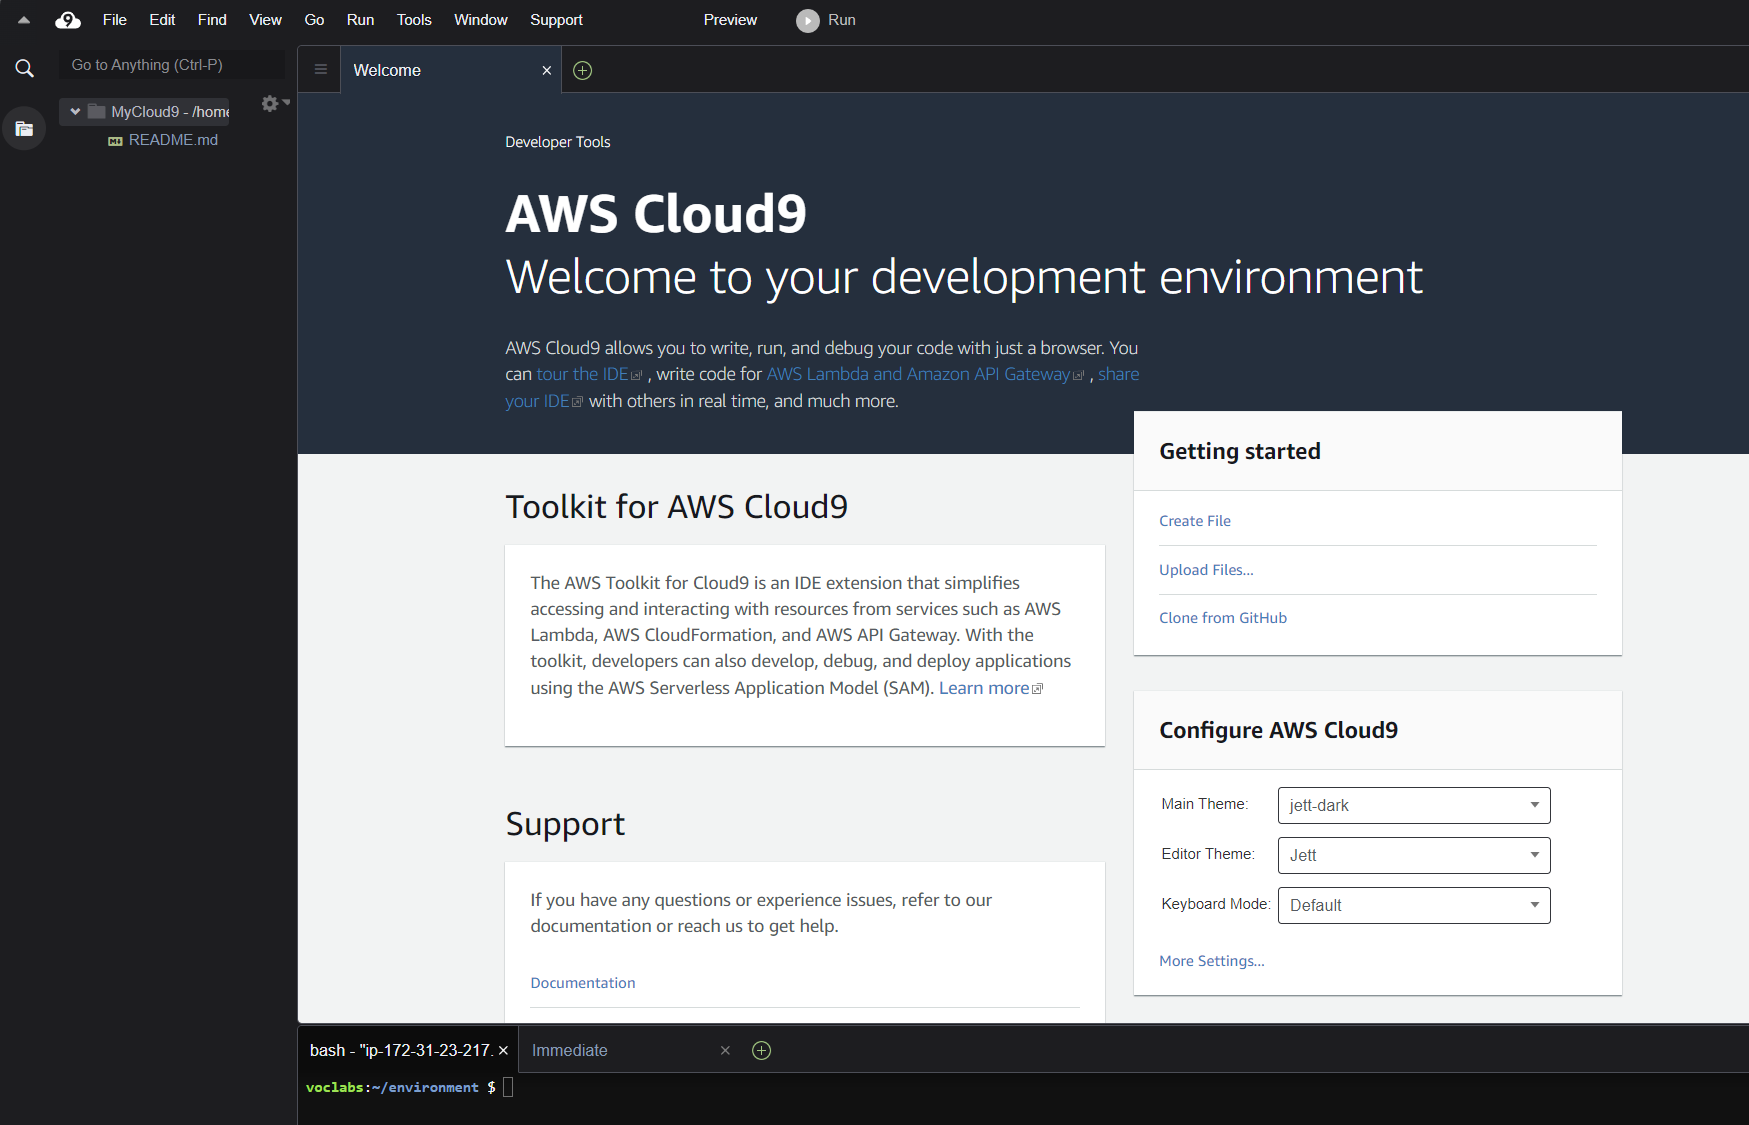 File Edit Find View Go Run Tools Window Support Preview Run
Go to Anything (Ctrl-P)
MyCloud9 - /home
README.md
Welcome
Developer Tools
AWS Cloud9
Welcome to your development environment
AWS Cloud9 allows you to write, run, and debug your code with just a browser. You
can tour the IDE , write code for AWS Lambda and Amazon API Gateway , share
your IDE with others in real time, and much more.
Toolkit for AWS Cloud9
The AWS Toolkit for Cloud9 is an IDE extension that simplifies
accessing and interacting with resources from services such as AWS
Lambda, AWS CloudFormation, and AWS API Gateway. With the
toolkit, developers can also develop, debug, and deploy applications
using the AWS Serverless Application Model (SAM). Learn more
Support
If you have any questions or experience issues, refer to our
documentation or reach us to get help.
Documentation
Getting started
Create File
Upload Files...
Clone from GitHub
Configure AWS Cloud9
Main Theme: jett-dark
Editor Theme: Jett
Keyboard Mode: Default
More Settings...
bash - "ip-172-31-23-217. Immediate
voclabs:~/environment $